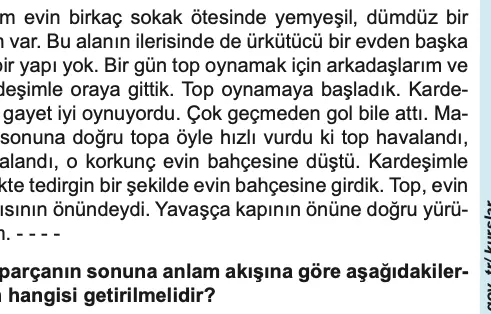 m evin birkaç sokak ötesinde yemyeşil, dümdüz bir
n var. Bu alanın ilerisinde de ürkütücü bir evden başka
bir yapı yok. Bir gün top oynamak için arkadaşlarım ve
deşimle oraya gittik. Top oynamaya başladık. Karde-
gayet iyi oynuyordu. Çok geçmeden gol bile attı. Ma-
sonuna doğru topa öyle hızlı vurdu ki top havalandı,
alandı, o korkunç evin bahçesine düştü. Kardeşimle
kte tedirgin bir şekilde evin bahçesine girdik. Top, evin
ısının önündeydi. Yavaşça kapının önüne doğru yürü-
m. - - - -
parçanın sonuna anlam akışına göre aşağıdakiler-
n hangisi getirilmelidir?
gov.tr/kurslar